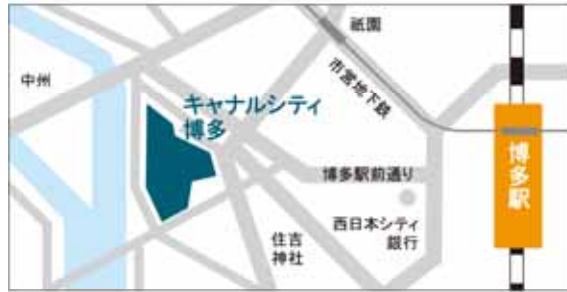 祇園
中州
市営地下鉄
キャナルシティ
博多
博多駅
博多駅前通り
西日本シティ
銀行
住吉
神社